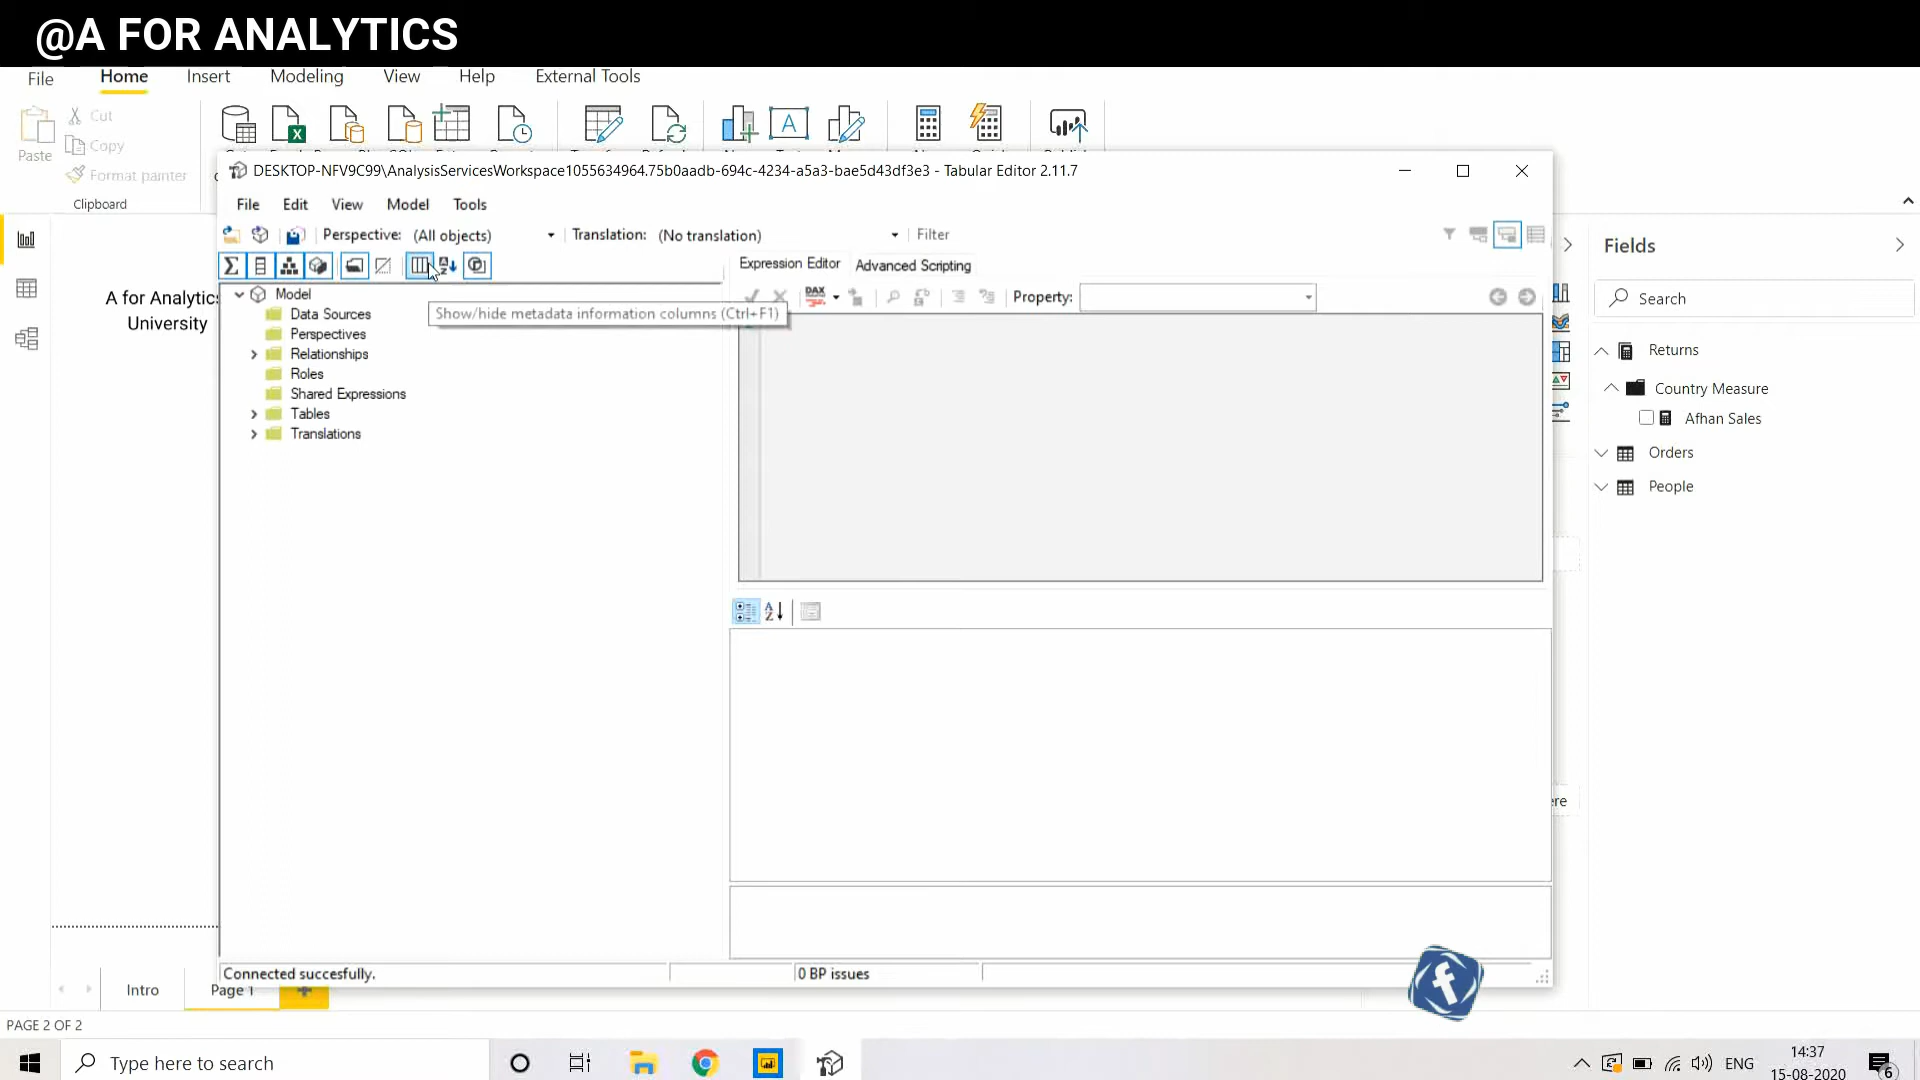 @A FOR ANALYTICS
File Home Insert Modeling View Help External Tools
Cut
Copy
Paste
Format painter
Clipboard
DESKTOP-NFV9C99\AnalysisServicesWorkspace1055634964.75b0aadb-694c-4234-a5a3-bae5d43df3e3 - Tabular Editor 2.11.7
File Edit View Model Tools
Perspective: (All objects) Translation: (No translation) Filter
Expression Editor Advanced Scripting
DAX Property:
Show/hide metadata information columns (Ctrl+F1)
Model
Data Sources
Perspectives
Relationships
Roles
Shared Expressions
Tables
Translations
A for Analytics
University
Fields
Search
Returns
Country Measure
Afhan Sales
Orders
People
ere
Connected succesfully. 0 BP issues
Intro Page 1
PAGE 2 OF 2
Type here to search
ENG
14:37
15-08-2020
6